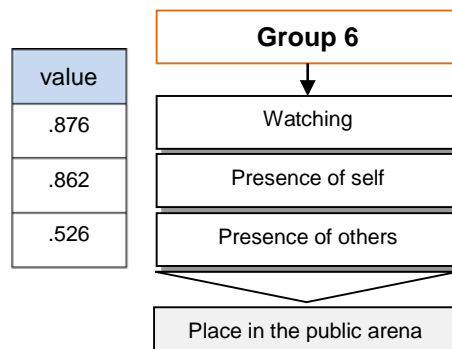 Group 6
value
.876 Watching
.862 Presence of self
.526 Presence of others
Place in the public arena